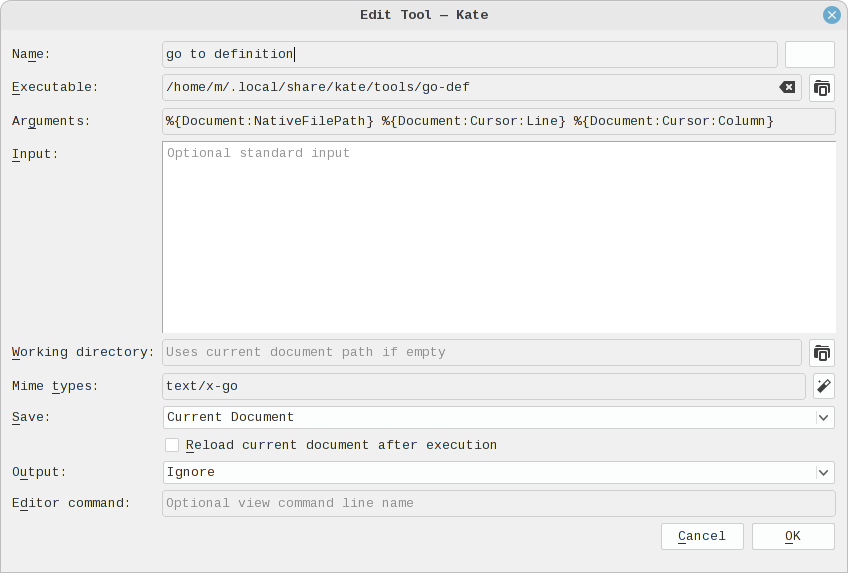 Edit Tool — Kate
Name: go to definition
Executable: /home/m/.local/share/kate/tools/go-def
Arguments: %{Document:NativeFilePath} %{Document:Cursor:Line} %{Document:Cursor:Column}
Input: Optional standard input
Working directory: Uses current document path if empty
Mime types: text/x-go
Save: Current Document
Reload current document after execution
Output: Ignore
Editor command: Optional view command line name
Cancel OK